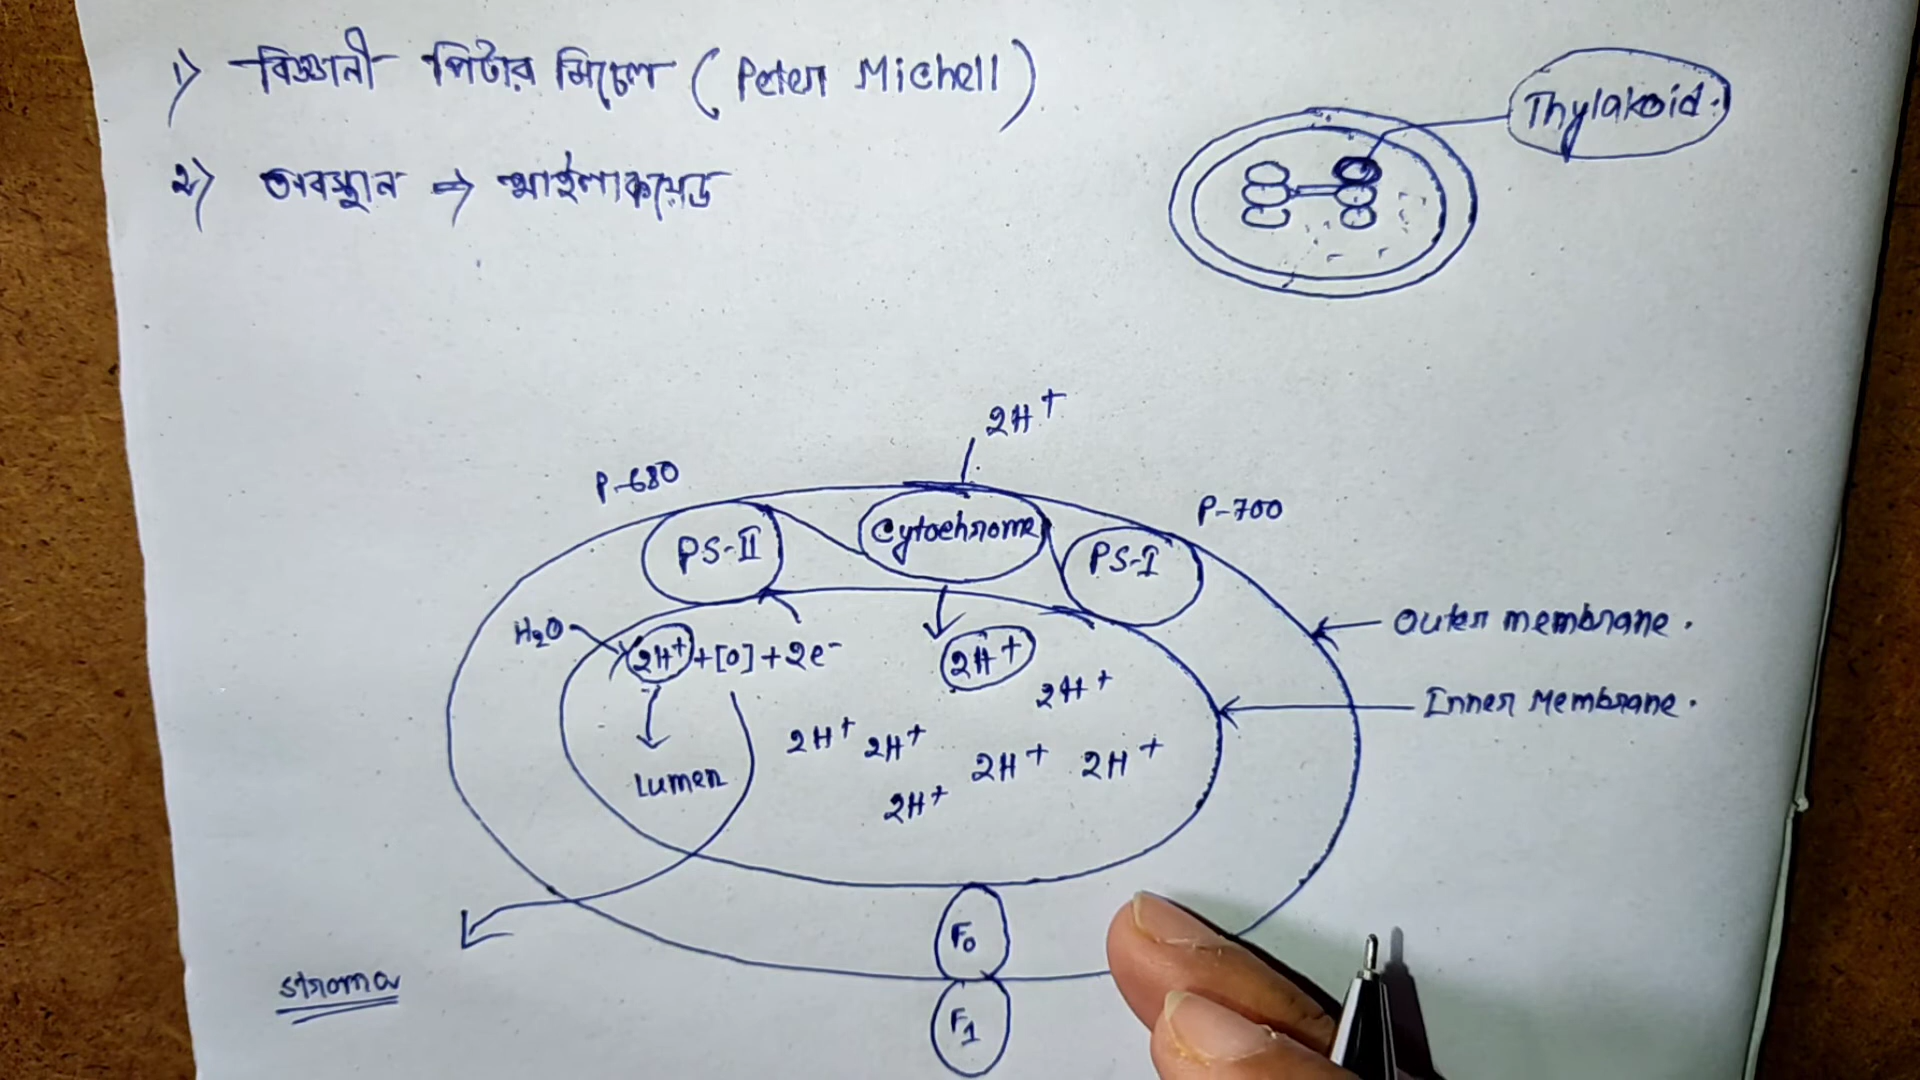 ১) বিজ্ঞানী পিটার মিচেল (Peter Michell)
Thylakoid.
২) অবস্থান ⇒ থাইলাকয়েড
2H+
P-680
P-700
PS-II
Cytochrome
PS-I
Outer membrane.
H2O
2H+ + [O] + 2e-
2H+
2H+
Inner Membrane.
2H+ 2H+
2H+ 2H+
Lumen
2H+
F0
stroma
F1